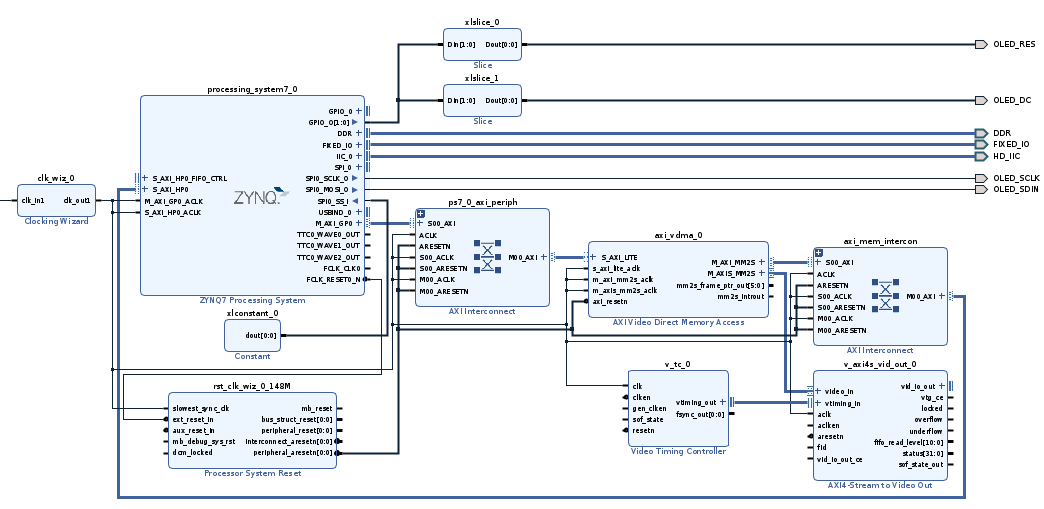 xlslice_0
Din[1:0] Dout[0:0]
Slice
OLED_RES
xlslice_1
Din[1:0] Dout[0:0]
Slice
OLED_DC
processing_system7_0
GPIO_0
GPIO_O[1:0]
DDR
FIXED_IO
IIC_0
SPI_0
S_AXI_HP0_FIFO_CTRL
SPI0_SCLK_O
S_AXI_HP0
SPI0_MOSI_O
M_AXI_GP0_ACLK
SPI0_SS_I
S_AXI_HP0_ACLK
USBIND_0
M_AXI_GP0
TTC0_WAVE0_OUT
TTC0_WAVE1_OUT
TTC0_WAVE2_OUT
FCLK_CLK0
FCLK_RESET0_N
ZYNQ
ZYNQ7 Processing System
DDR
FIXED_IO
HD_IIC
OLED_SCLK
OLED_SDIN
clk_wiz_0
clk_in1 clk_out1
Clocking Wizard
ps7_0_axi_periph
S00_AXI
ACLK
ARESETN
S00_ACLK
M00_AXI
S00_ARESETN
M00_ACLK
M00_ARESETN
AXI Interconnect
axi_vdma_0
S_AXI_LITE
M_AXI_MM2S
s_axi_lite_aclk
M_AXIS_MM2S
m_axi_mm2s_aclk
mm2s_frame_ptr_out[5:0]
m_axis_mm2s_aclk
mm2s_introut
axi_resetn
AXI Video Direct Memory Access
axi_mem_intercon
S00_AXI
ACLK
ARESETN
S00_ACLK
M00_AXI
S00_ARESETN
M00_ACLK
M00_ARESETN
AXI Interconnect
xlconstant_0
dout[0:0]
Constant
rst_clk_wiz_0_148M
slowest_sync_clk mb_reset
ext_reset_in bus_struct_reset[0:0]
aux_reset_in peripheral_reset[0:0]
mb_debug_sys_rst interconnect_aresetn[0:0]
dcm_locked peripheral_aresetn[0:0]
Processor System Reset
v_tc_0
clk
clken
gen_clken vtiming_out
sof_state fsync_out[0:0]
resetn
Video Timing Controller
v_axi4s_vid_out_0
vid_io_out
video_in
vtg_ce
vtiming_in
locked
aclk
overflow
aclken
underflow
aresetn
fifo_read_level[10:0]
fid
status[31:0]
vid_io_out_ce
sof_state_out
AXI4-Stream to Video Out